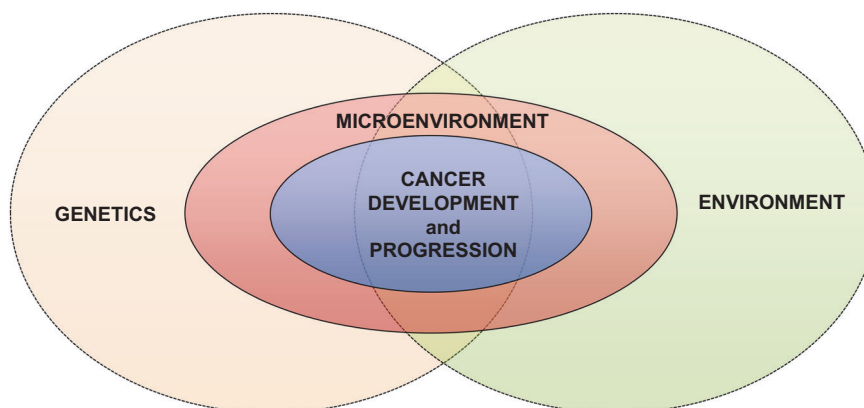 MICROENVIRONMENT
CANCER
DEVELOPMENT
and
PROGRESSION
GENETICS
ENVIRONMENT